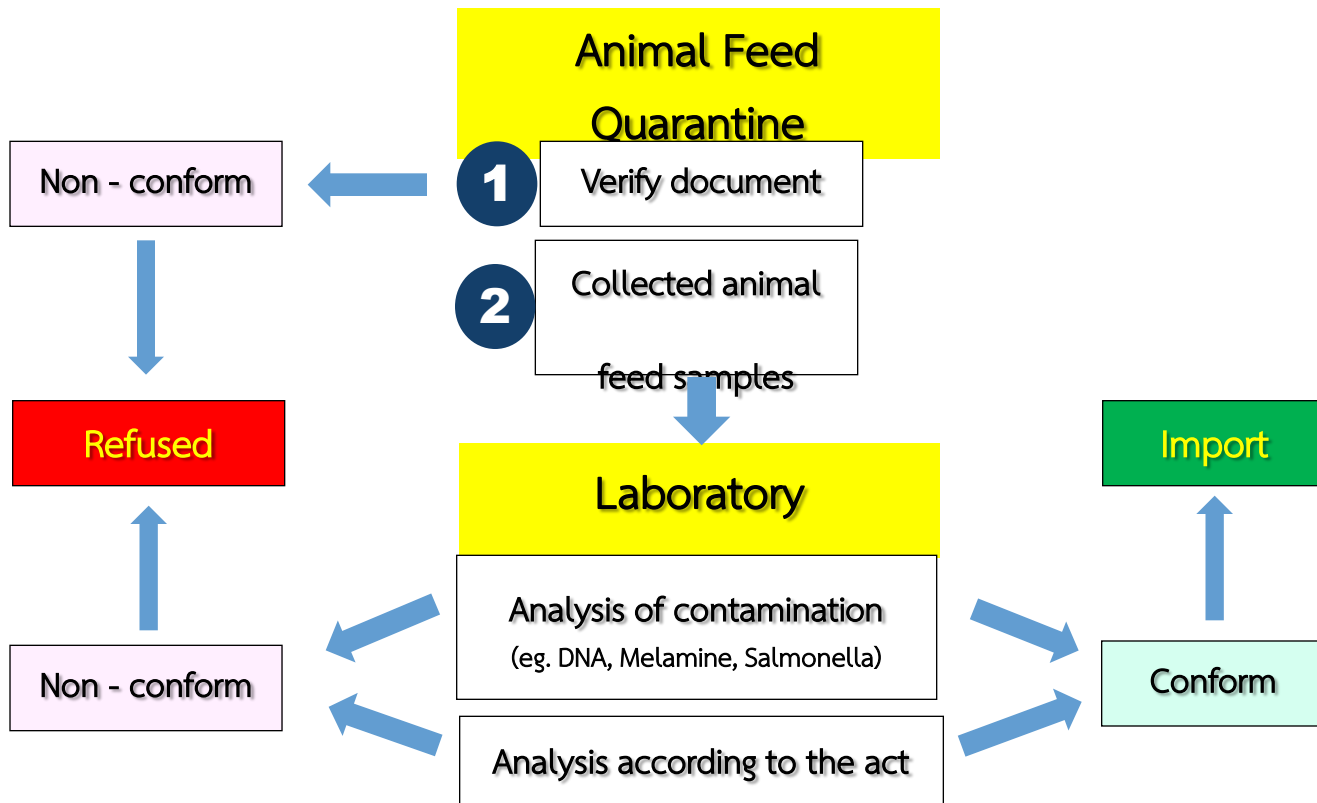 Animal Feed
Quarantine
Non - conform
1
Verify document
2
Collected animal
feed samples
Refused
Import
Laboratory
Analysis of contamination
(eg. DNA, Melamine, Salmonella)
Non - conform
Conform
Analysis according to the act